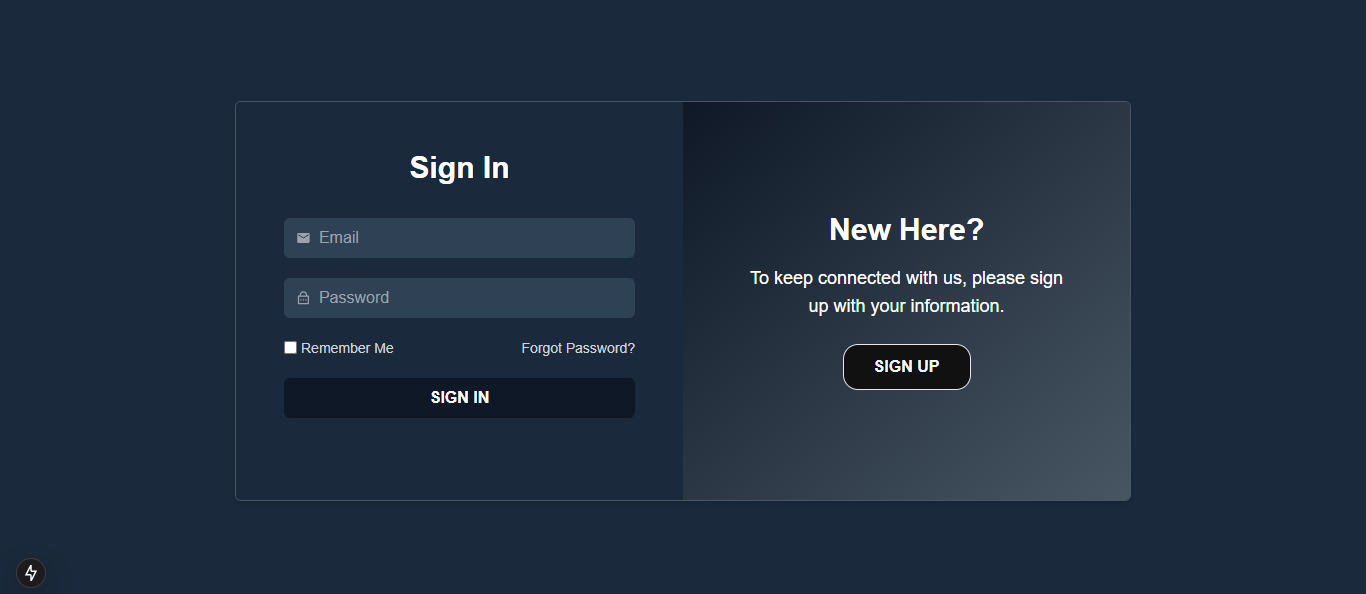 Sign In
Email
Password
Remember Me
Forgot Password?
SIGN IN
New Here?
To keep connected with us, please sign
up with your information.
SIGN UP